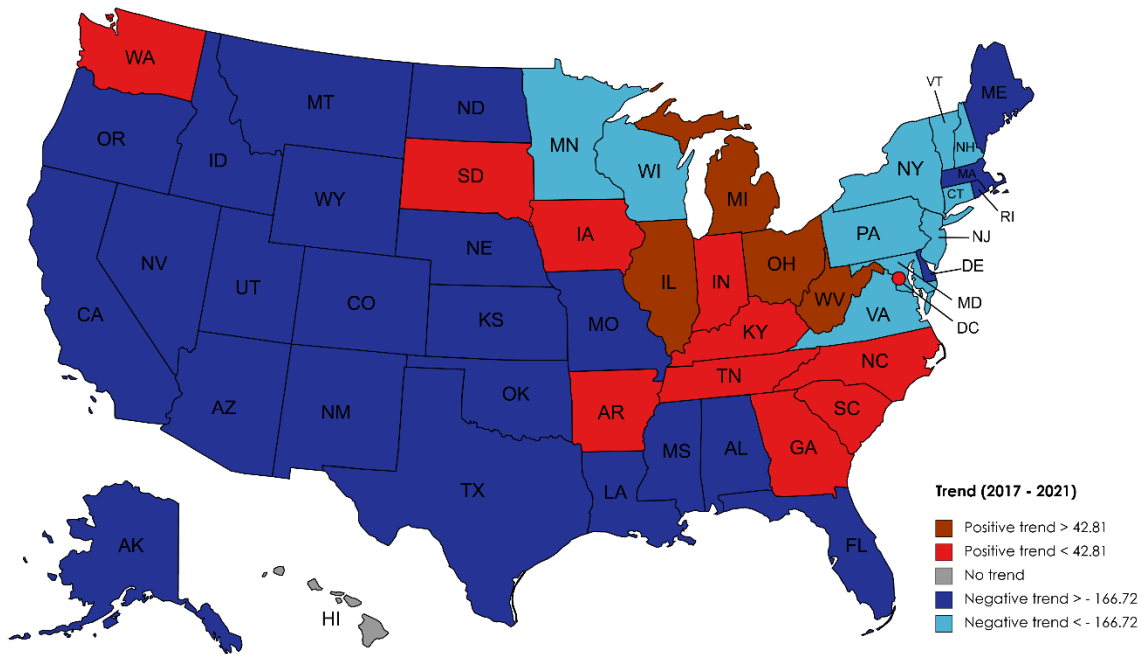 WA
VT
ME
MT
ND
OR
MN
ID
NH
WI
NY
SD
MA
WY
CT
MI
RI
IA
PA
NE
NJ
OH
NV
IL
IN
DE
UT
WV
CO
MD
CA
KS
MO
VA
KY
DC
NC
TN
OK
AZ
NM
AR
SC
MS
AL
GA
TX
LA
Trend (2017 - 2021)
Positive trend > 42.81
AK
FL
Positive trend < 42.81
No trend
Negative trend > - 166.72
HI
Negative trend < - 166.72